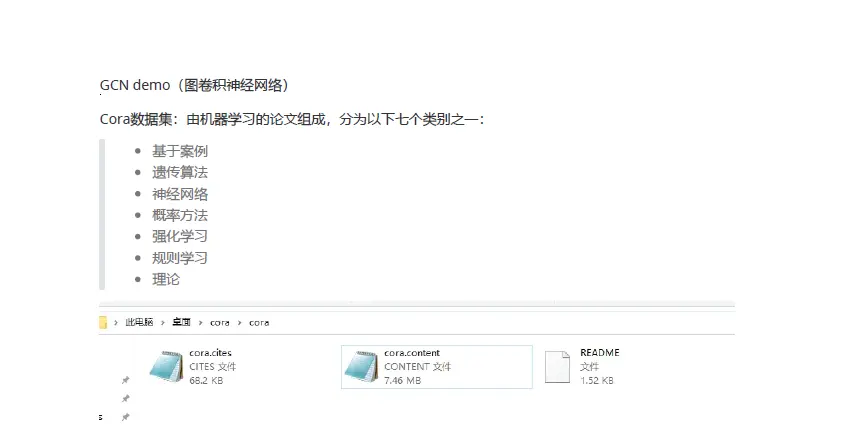 GCN demo（图卷积神经网络）
Cora数据集：由机器学习的论文组成，分为以下七个类别之一：
• 基于案例
• 遗传算法
• 神经网络
• 概率方法
• 强化学习
• 规则学习
• 理论
> 此电脑 > 桌面 > cora > cora
cora.cites
CITES 文件
68.2 KB
cora.content
CONTENT 文件
7.46 MB
README
文件
1.52 KB
s